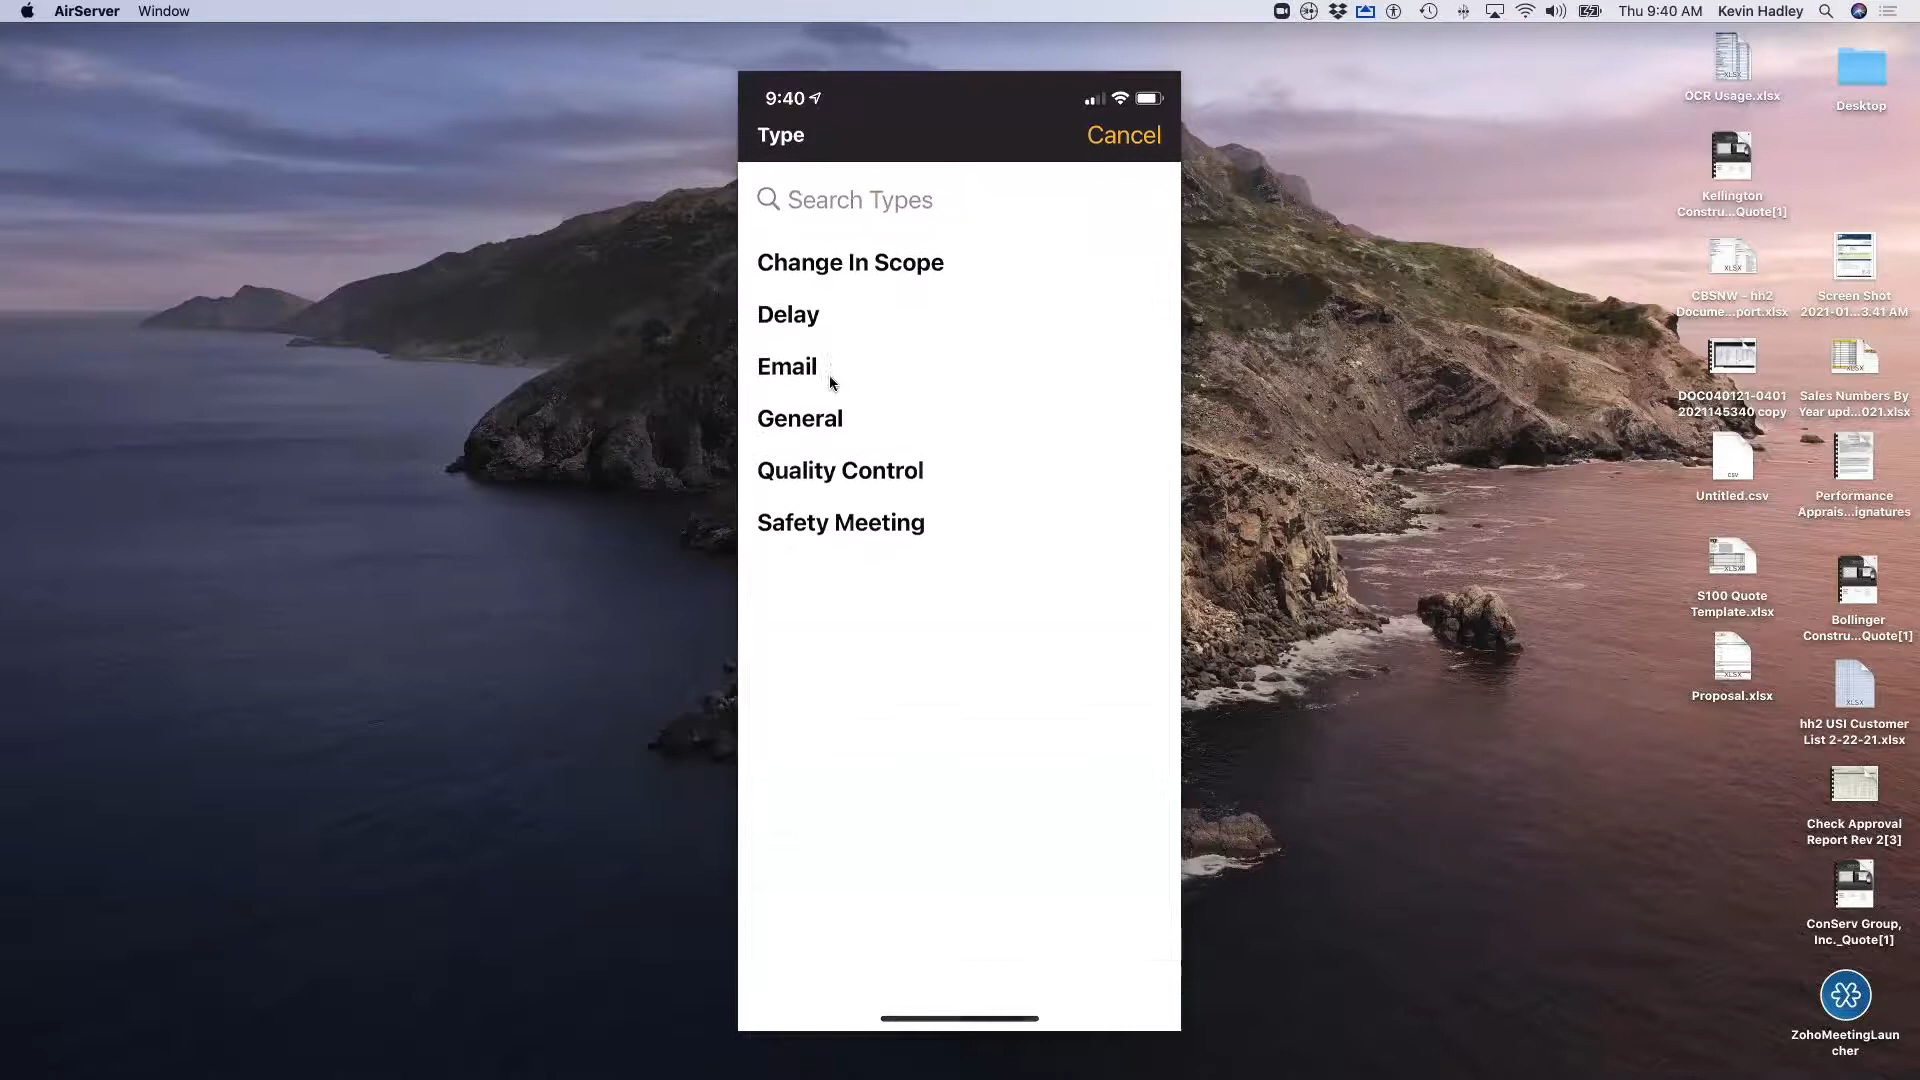 AirServer Window
Thu 9:40 AM Kevin Hadley
9:40
Type Cancel
Search Types
Change In Scope
Delay
Email
General
Quality Control
Safety Meeting
OCR Usage.xlsx
Desktop
Kellington
Constru...Quote[1]
CBSNW - hh2
Docume...port.xlsx
Screen Shot
2021-01...3.41 AM
DOC040121-0401
2021145340 copy
Sales Numbers By
Year upd...021.xlsx
Untitled.csv
Performance
Apprais...ignatures
S100 Quote
Template.xlsx
Bollinger
Constru...Quote[1]
Proposal.xlsx
hh2 USI Customer
List 2-22-21.xlsx
Check Approval
Report Rev 2[3]
ConServ Group,
Inc._Quote[1]
ZohoMeetingLaun
cher